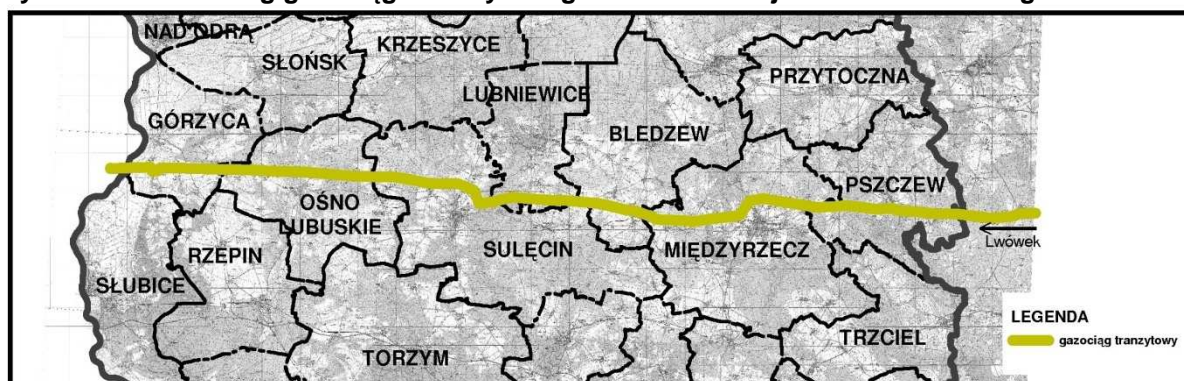 NAD ODRĄ
KRZESZYCE
SŁOŃSK
PRZYTOCZNA
LUBNIEWICE
GÓRZYCA
BLEDZEW
PSZCZEW
OŚNO
LUBUSKIE
Lwówek
RZEPIN
SULĘCIN
MIĘDZYRZECZ
SŁUBICE
LEGENDA
gazociąg tranzytowy
TRZCIEL
TORZYM